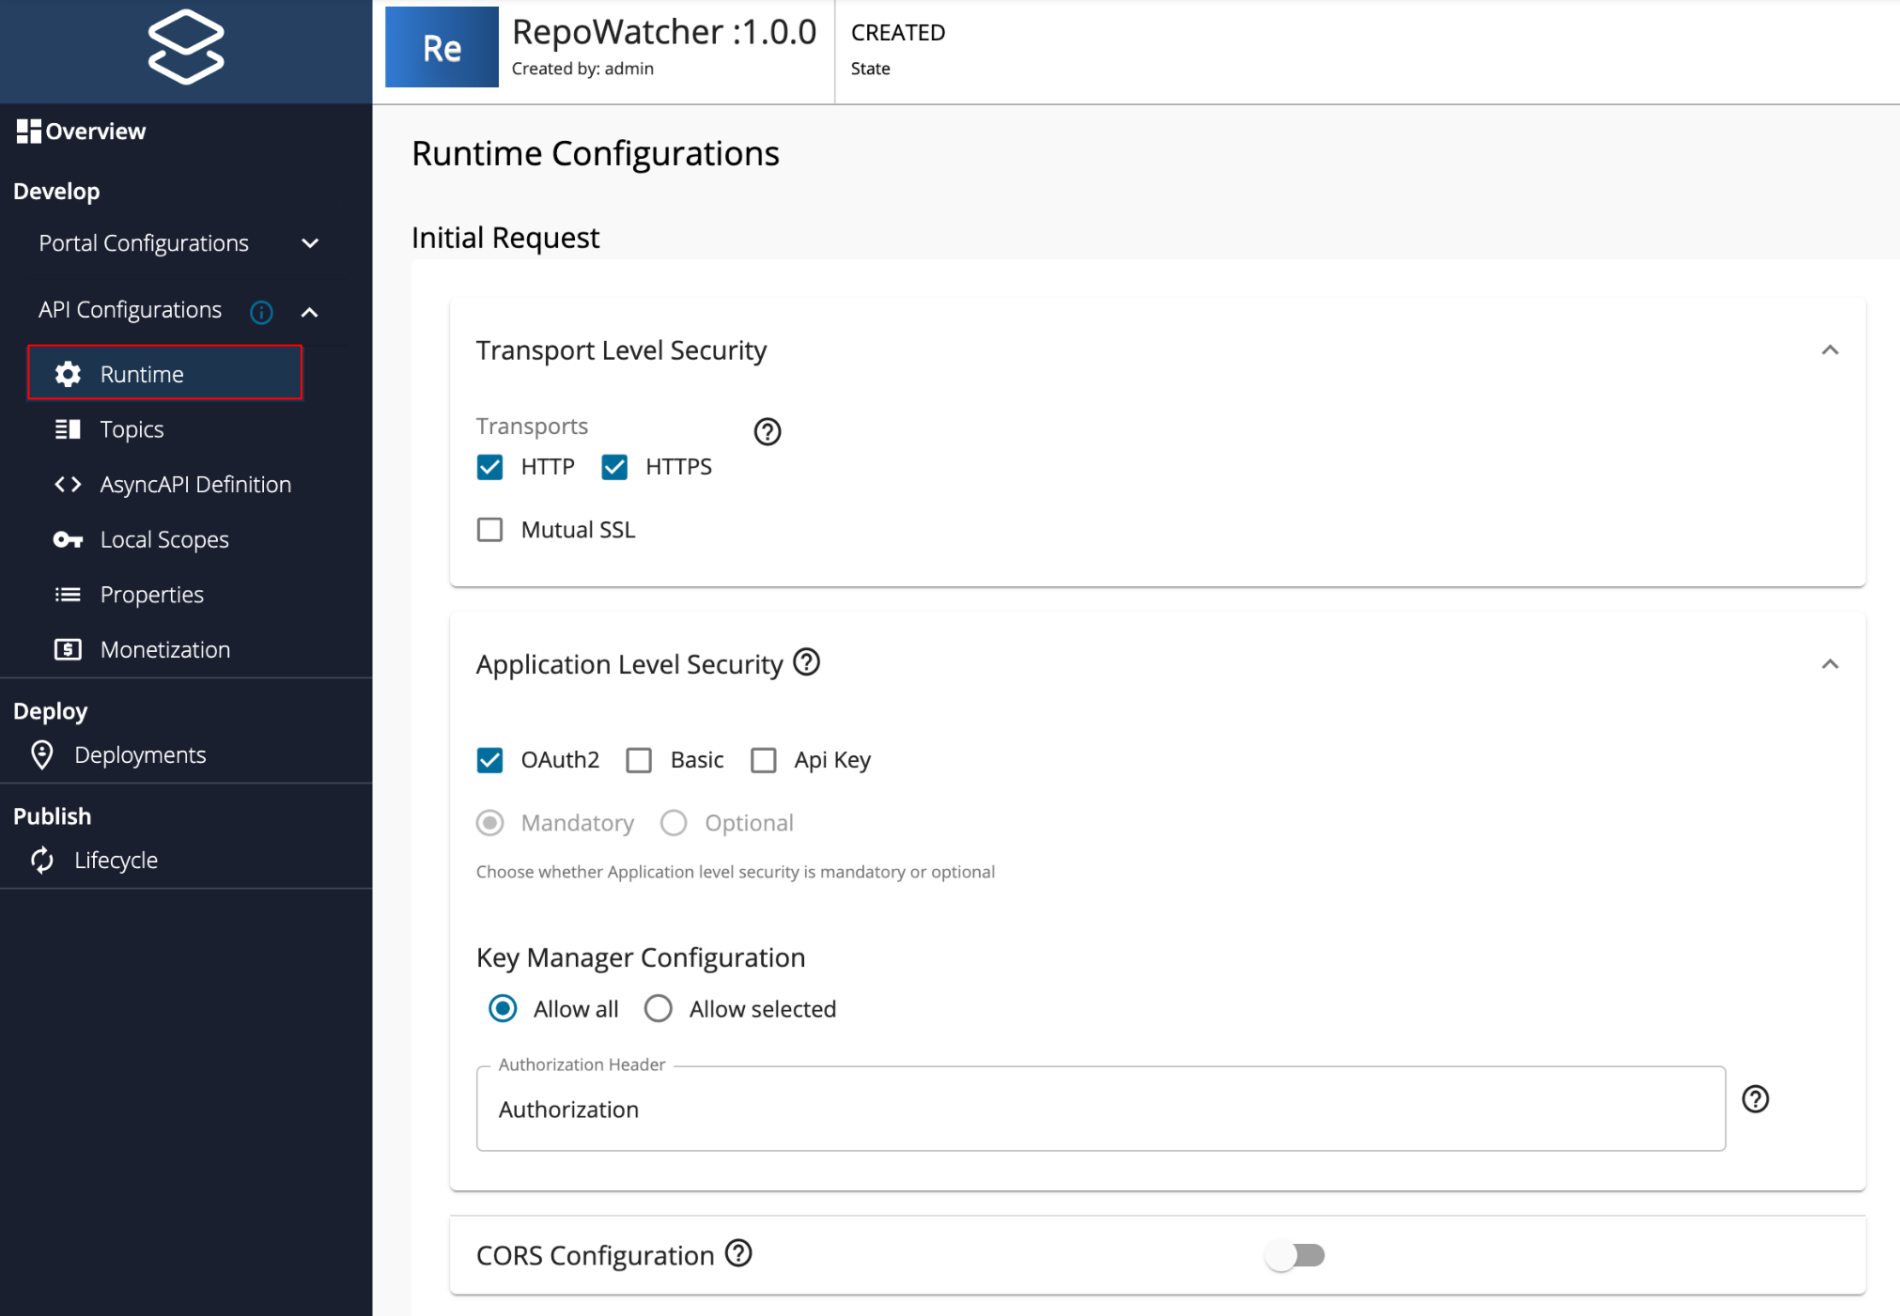 Re
RepoWatcher :1.0.0
Created by: admin
CREATED
State
Overview
Develop
Portal Configurations
API Configurations
Runtime
Topics
AsyncAPI Definition
Local Scopes
Properties
Monetization
Deploy
Deployments
Publish
Lifecycle
Runtime Configurations
Initial Request
Transport Level Security
Transports
HTTP HTTPS
Mutual SSL
Application Level Security
OAuth2 Basic Api Key
Mandatory Optional
Choose whether Application level security is mandatory or optional
Key Manager Configuration
Allow all Allow selected
Authorization Header
Authorization
CORS Configuration